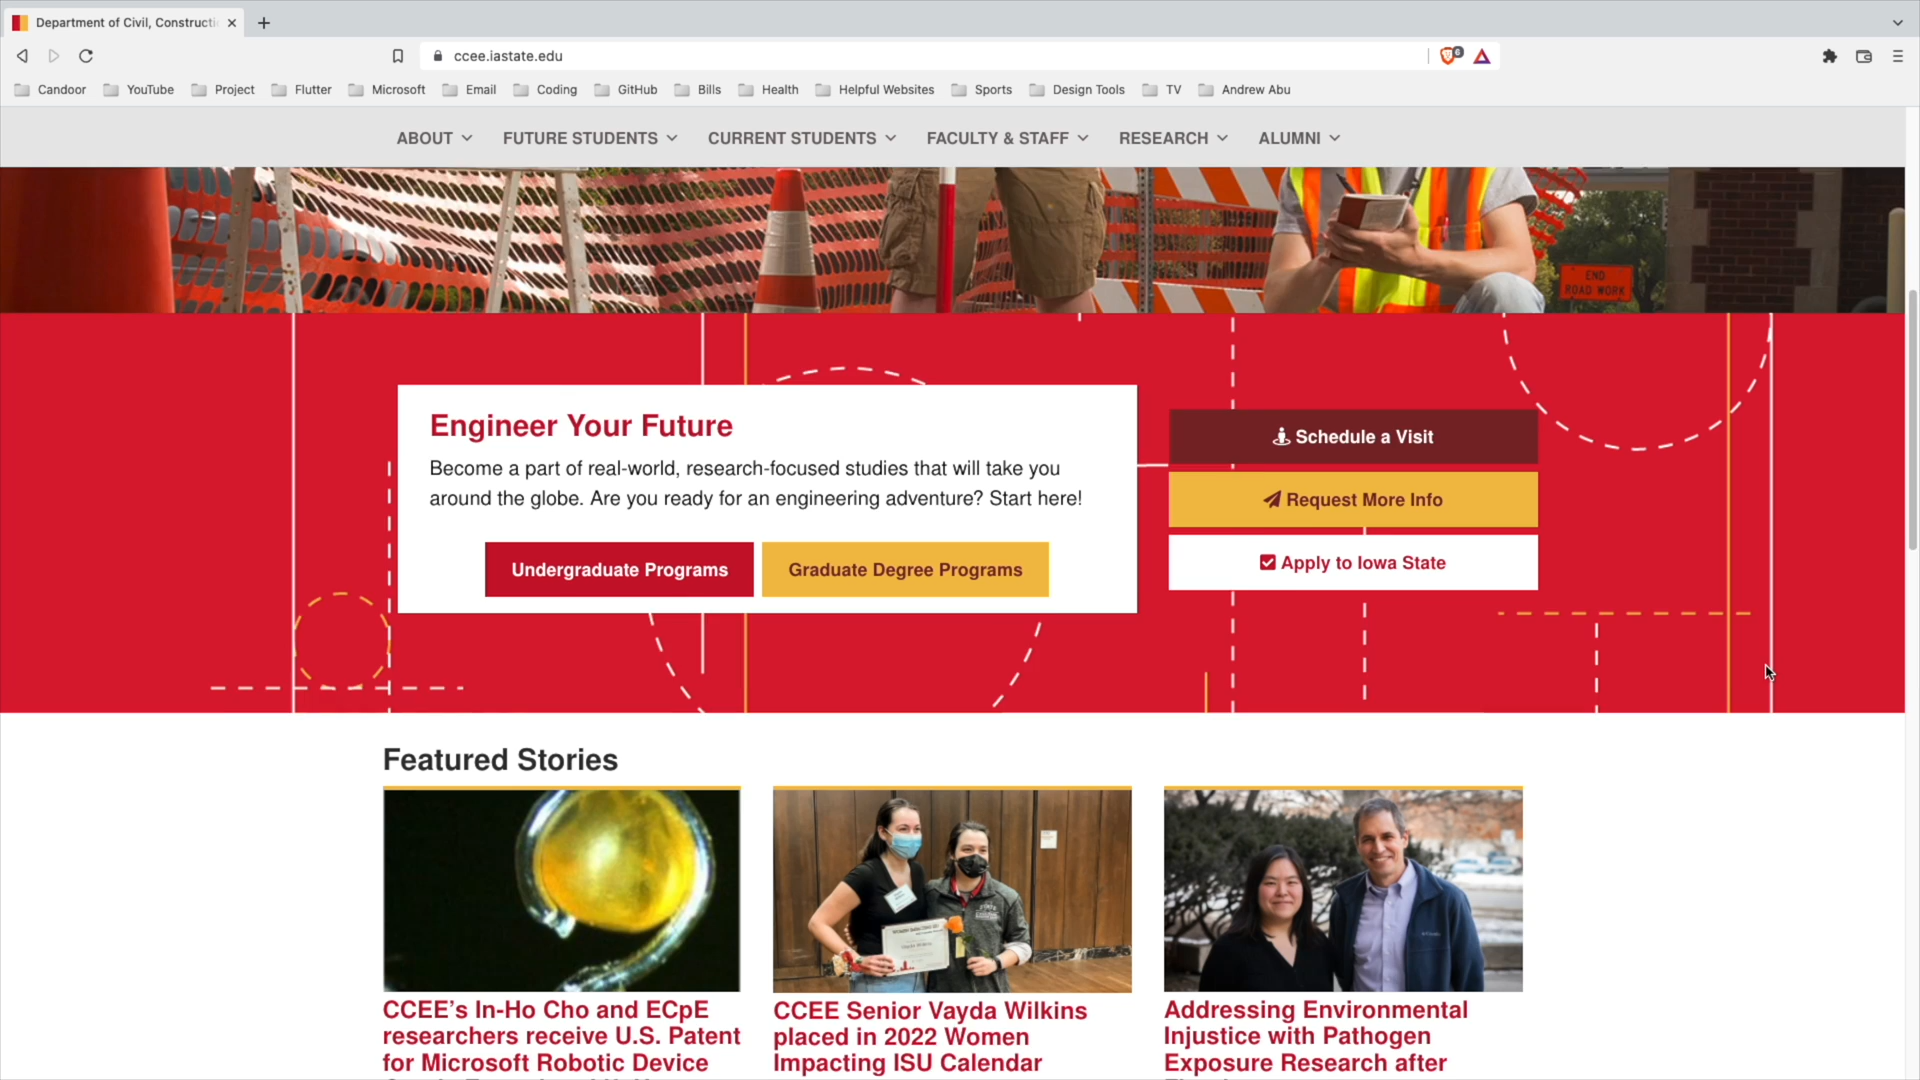 Department of Civil, Constructi
ccee.iastate.edu
6
Candoor YouTube Project Flutter Microsoft Email Coding GitHub Bills Health Helpful Websites Sports Design Tools TV Andrew Abu
ABOUT FUTURE STUDENTS CURRENT STUDENTS FACULTY & STAFF RESEARCH ALUMNI
END
ROAD WORK
Engineer Your Future
Become a part of real-world, research-focused studies that will take you
around the globe. Are you ready for an engineering adventure? Start here!
Undergraduate Programs Graduate Degree Programs
Schedule a Visit
Request More Info
Apply to Iowa State
Featured Stories
CCEE’s In-Ho Cho and ECpE
researchers receive U.S. Patent
for Microsoft Robotic Device
CCEE Senior Vayda Wilkins
placed in 2022 Women
Impacting ISU Calendar
Addressing Environmental
Injustice with Pathogen
Exposure Research after